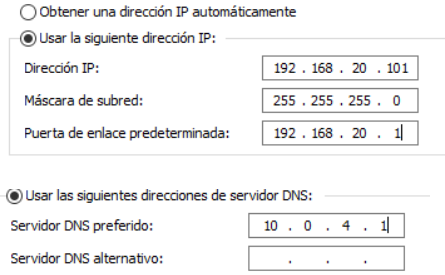 Obtener una dirección IP automáticamente
Usar la siguiente dirección IP:
Dirección IP: 192 . 168 . 20 . 101
Máscara de subred: 255 . 255 . 255 . 0
Puerta de enlace predeterminada: 192 . 168 . 20 . 1
Usar las siguientes direcciones de servidor DNS:
Servidor DNS preferido: 10 . 0 . 4 . 1
Servidor DNS alternativo: . . .